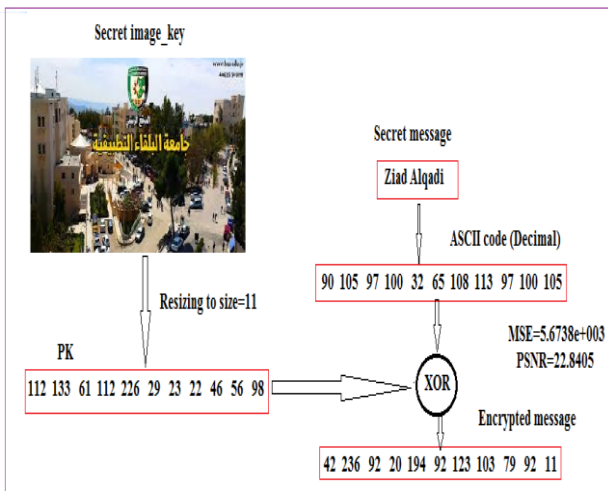 Secret image_key
جامعة البلقاء التطبيقية
Secret message
Ziad Alqadi
ASCII code (Decimal)
90 105 97 100 32 65 108 113 97 100 105
Resizing to size=11
MSE=5.6738e+003
PSNR=22.8405
PK
112 133 61 112 226 29 23 22 46 56 98
XOR
Encrypted message
42 236 92 20 194 92 123 103 79 92 11